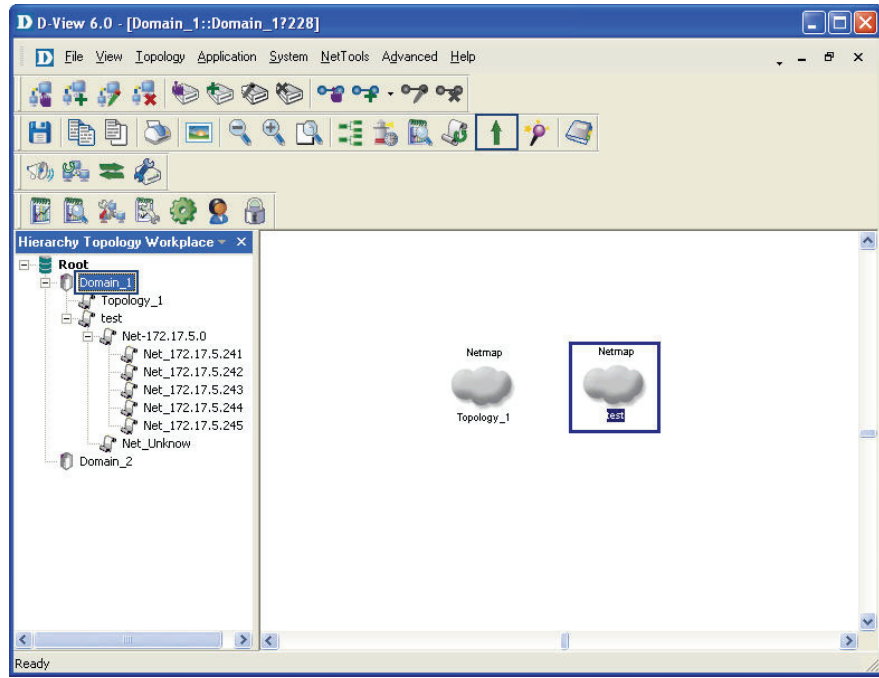 D-View 6.0 - [Domain_1::Domain_1?228]
File View Topology Application System NetTools Advanced Help
Hierarchy Topology Workplace
Root
Domain_1
Topology_1
test
Net-172.17.5.0
Net_172.17.5.241
Net_172.17.5.242
Net_172.17.5.243
Net_172.17.5.244
Net_172.17.5.245
Net_Unknow
Domain_2
Netmap
Topology_1
Netmap
test
Ready